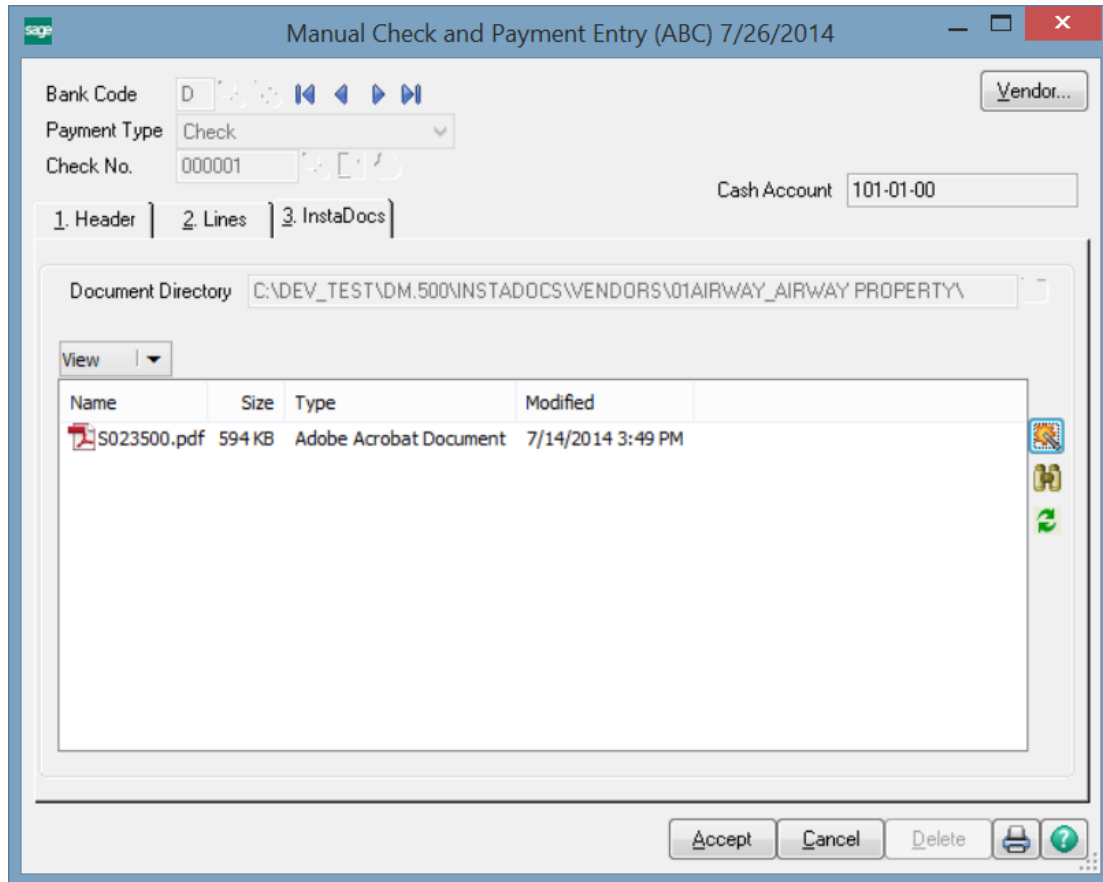 sage
Manual Check and Payment Entry (ABC) 7/26/2014
Bank Code D
Vendor...
Payment Type Check
Check No. 000001
Cash Account 101-01-00
1. Header 2. Lines 3. InstaDocs
Document Directory C:\DEV_TEST\DM.500\INSTADOCS\VENDORS\01AIRWAY_AIRWAY PROPERTY\
View
Name Size Type Modified
S023500.pdf 594 KB Adobe Acrobat Document 7/14/2014 3:49 PM
Accept Cancel Delete